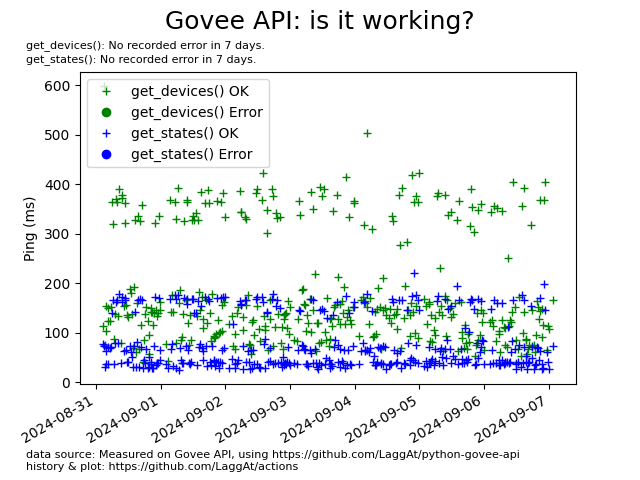 Govee API: is it working?
get_devices(): No recorded error in 7 days.
get_states(): No recorded error in 7 days.
get_devices() OK
get_devices() Error
get_states() OK
get_states() Error
Ping (ms)
600
500
400
300
200
100
0
2024-08-31
2024-09-01
2024-09-02
2024-09-03
2024-09-04
2024-09-05
2024-09-06
2024-09-07
data source: Measured on Govee API, using https://github.com/LaggAt/python-govee-api
history & plot: https://github.com/LaggAt/actions